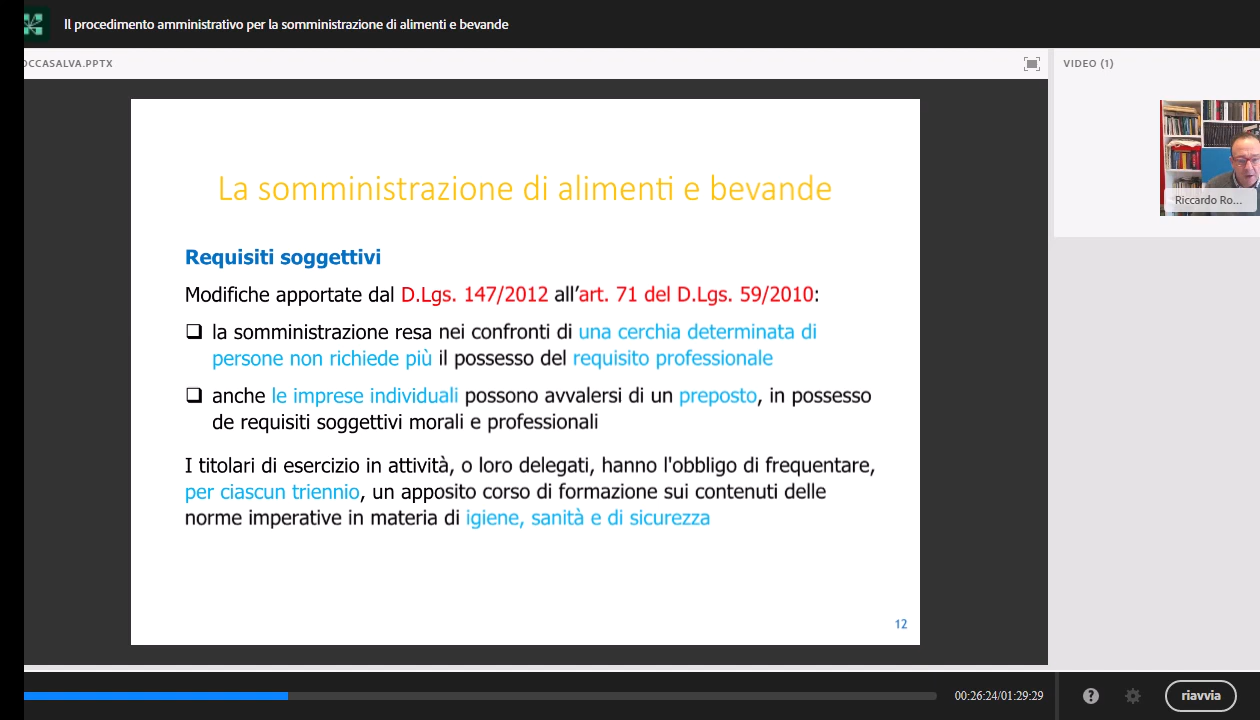 Il procedimento amministrativo per la somministrazione di alimenti e bevande
OCCASALVA.PPTX
VIDEO (1)
Riccardo Ro...
La somministrazione di alimenti e bevande
Requisiti soggettivi
Modifiche apportate dal D.Lgs. 147/2012 all'art. 71 del D.Lgs. 59/2010:
❑ la somministrazione resa nei confronti di una cerchia determinata di
persone non richiede più il possesso del requisito professionale
❑ anche le imprese individuali possono avvalersi di un preposto, in possesso
de requisiti soggettivi morali e professionali
I titolari di esercizio in attività, o loro delegati, hanno l'obbligo di frequentare,
per ciascun triennio, un apposito corso di formazione sui contenuti delle
norme imperative in materia di igiene, sanità e di sicurezza
12
00:26:24/01:29:29
?
riavvia